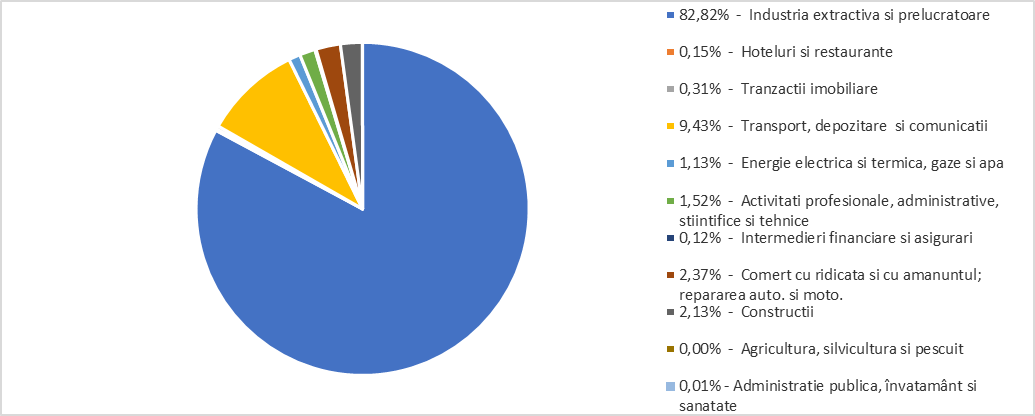 82,82% - Industria extractiva si prelucratoare
0,15% - Hoteluri si restaurante
0,31% - Tranzactii imobiliare
9,43% - Transport, depozitare si comunicatii
1,13% - Energie electrica si termica, gaze si apa
1,52% - Activitati profesionale, administrative,
stiintifice si tehnice
0,12% - Intermedieri financiare si asigurari
2,37% - Comert cu ridicata si cu amanuntul;
repararea auto. si moto.
2,13% - Constructii
0,00% - Agricultura, silvicultura si pescuit
0,01% - Administratie publica, învatamânt si
sanatate